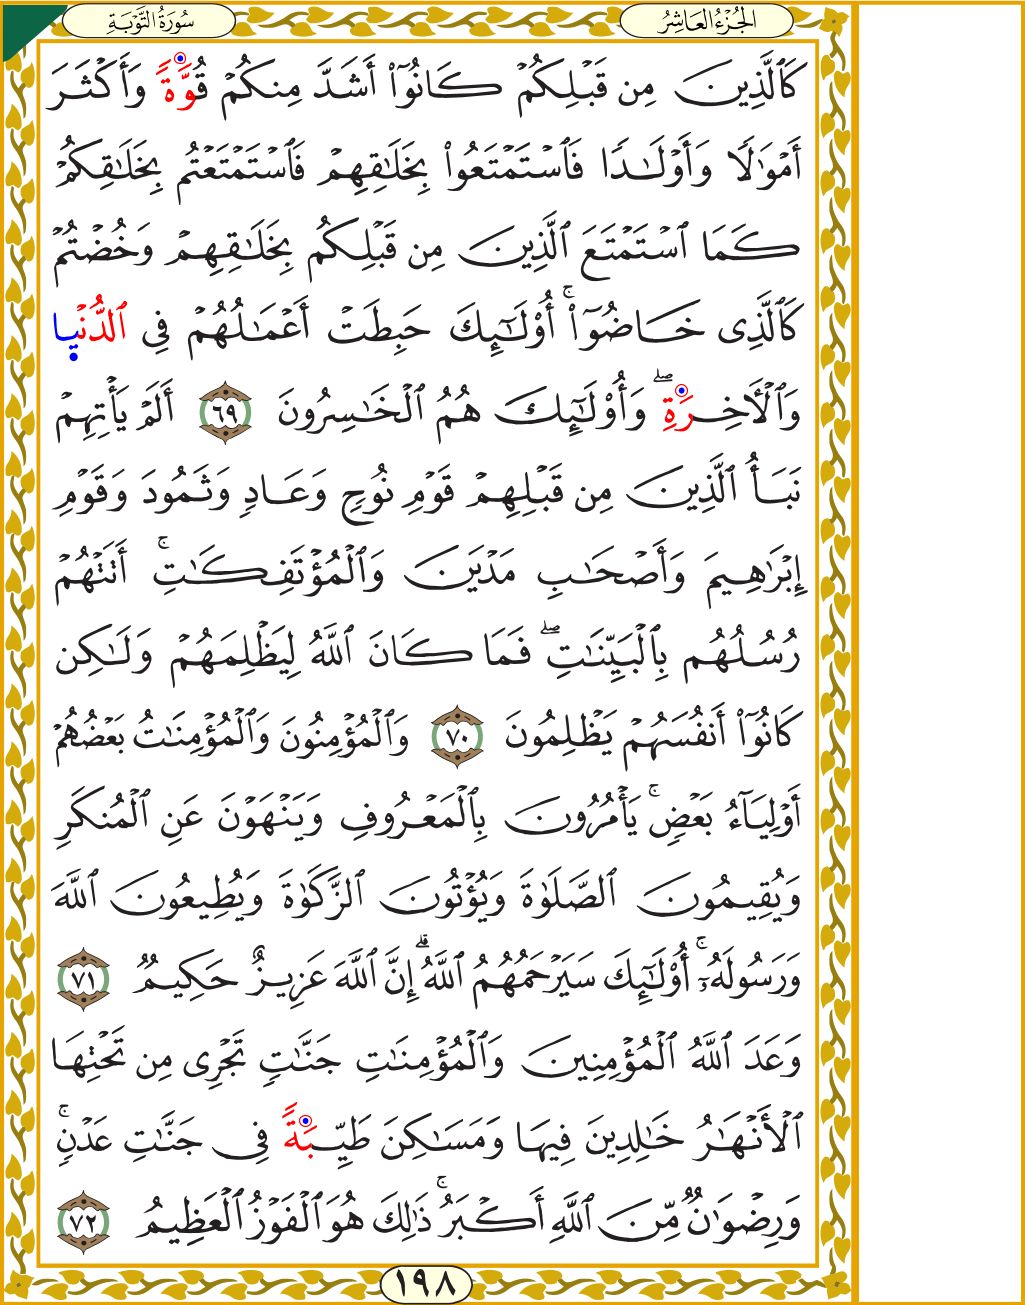 الجُزْءُ العَاشِرُ
سُورَةُ التَّوْبَةِ
كَٱلَّذِينَ مِن قَبْلِكُمْ كَانُوٓا۟ أَشَدَّ مِنكُمْ قُوَّةً وَأَكْثَرَ
أَمْوَٰلًا وَأَوْلَٰدًا فَٱسْتَمْتَعُوا۟ بِخَلَٰقِهِمْ فَٱسْتَمْتَعْتُم بِخَلَٰقِكُمْ
كَمَا ٱسْتَمْتَعَ ٱلَّذِينَ مِن قَبْلِكُم بِخَلَٰقِهِمْ وَخُضْتُمْ
كَٱلَّذِى خَاضُوٓا۟ ۚ أُو۟لَٰٓئِكَ حَبِطَتْ أَعْمَٰلُهُمْ فِى ٱلدُّنْيَا
وَٱلْأَخِرَةِ ۖ وَأُو۟لَٰٓئِكَ هُمُ ٱلْخَٰسِرُونَ ٦٩ أَلَمْ يَأْتِهِمْ
نَبَأُ ٱلَّذِينَ مِن قَبْلِهِمْ قَوْمِ نُوحٍ وَعَادٍ وَثَمُودَ وَقَوْمِ
إِبْرَٰهِيمَ وَأَصْحَٰبِ مَدْيَنَ وَٱلْمُؤْتَفِكَٰتِ ۚ أَتَتْهُمْ
رُسُلُهُم بِٱلْبَيِّنَٰتِ ۖ فَمَا كَانَ ٱللَّهُ لِيَظْلِمَهُمْ وَلَٰكِن
كَانُوٓا۟ أَنفُسَهُمْ يَظْلِمُونَ ٧٠ وَٱلْمُؤْمِنُونَ وَٱلْمُؤْمِنَٰتُ بَعْضُهُمْ
أَوْلِيَآءُ بَعْضٍ ۚ يَأْمُرُونَ بِٱلْمَعْرُوفِ وَيَنْهَوْنَ عَنِ ٱلْمُنكَرِ
وَيُقِيمُونَ ٱلصَّلَوٰةَ وَيُؤْتُونَ ٱلزَّكَوٰةَ وَيُطِيعُونَ ٱللَّهَ
وَرَسُولَهُۥٓ ۚ أُو۟لَٰٓئِكَ سَيَرْحَمُهُمُ ٱللَّهُ ۗ إِنَّ ٱللَّهَ عَزِيزٌ حَكِيمٌ ٧١
وَعَدَ ٱللَّهُ ٱلْمُؤْمِنِينَ وَٱلْمُؤْمِنَٰتِ جَنَّٰتٍ تَجْرِى مِن تَحْتِهَا
ٱلْأَنْهَٰرُ خَٰلِدِينَ فِيهَا وَمَسَٰكِنَ طَيِّبَةً فِى جَنَّٰتِ عَدْنٍ ۚ
وَرِضْوَٰنٌ مِّنَ ٱللَّهِ أَكْبَرُ ۚ ذَٰلِكَ هُوَ ٱلْفَوْزُ ٱلْعَظِيمُ ٧٢
١٩٨